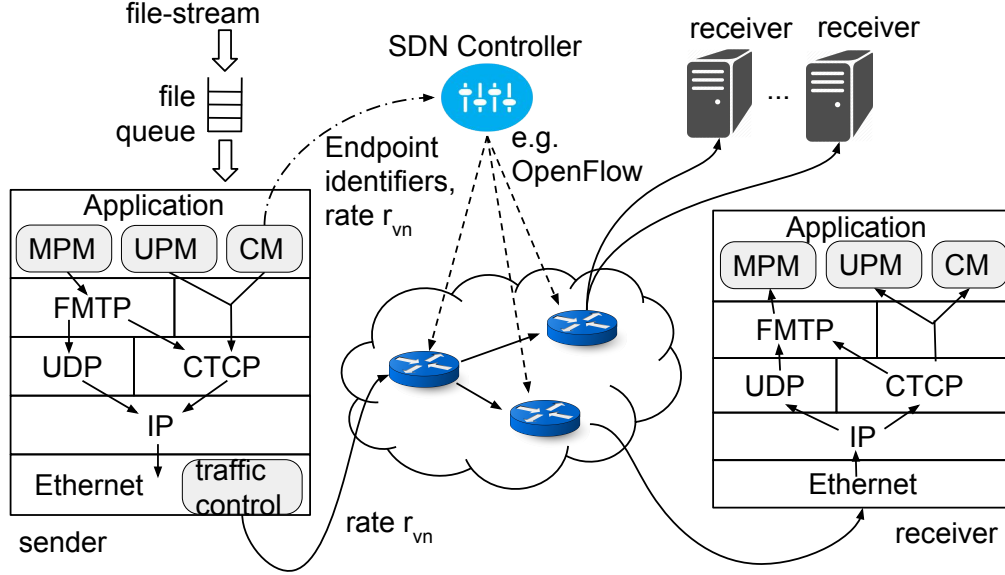 file-stream
file
queue
SDN Controller
receiver
receiver
...
Endpoint
identifiers,
rate r_vn
e.g.
OpenFlow
Application
MPM UPM CM
FMTP
UDP CTCP
IP
Ethernet
traffic
control
sender
rate r_vn
Application
MPM UPM CM
FMTP
UDP CTCP
IP
Ethernet
receiver